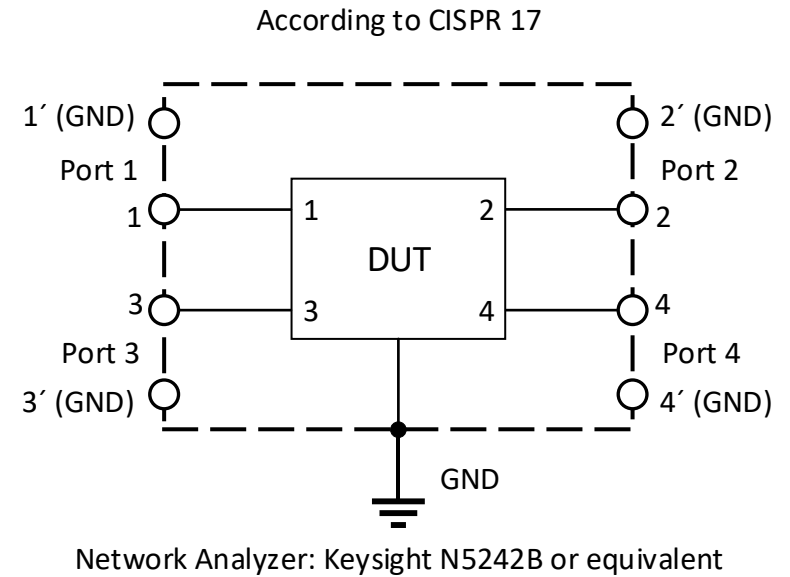 According to CISPR 17
1´ (GND)
2´ (GND)
Port 1
Port 2
1
1
2
2
DUT
3
3
4
4
Port 3
Port 4
3´ (GND)
4´ (GND)
GND
Network Analyzer: Keysight N5242B or equivalent